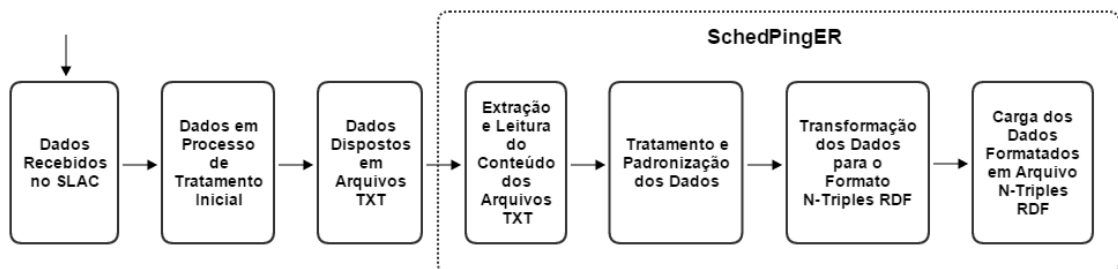 SchedPingER
Dados
Recebidos
no SLAC
Dados em
Processo
de
Tratamento
Inicial
Dados
Dispostos
em
Arquivos
TXT
Extração
e Leitura
do
Conteúdo
dos
Arquivos
TXT
Tratamento e
Padronização
dos Dados
Transformação
dos Dados
para o
Formato
N-Triples RDF
Carga dos
Dados
Formatados
em Arquivo
N-Triples
RDF